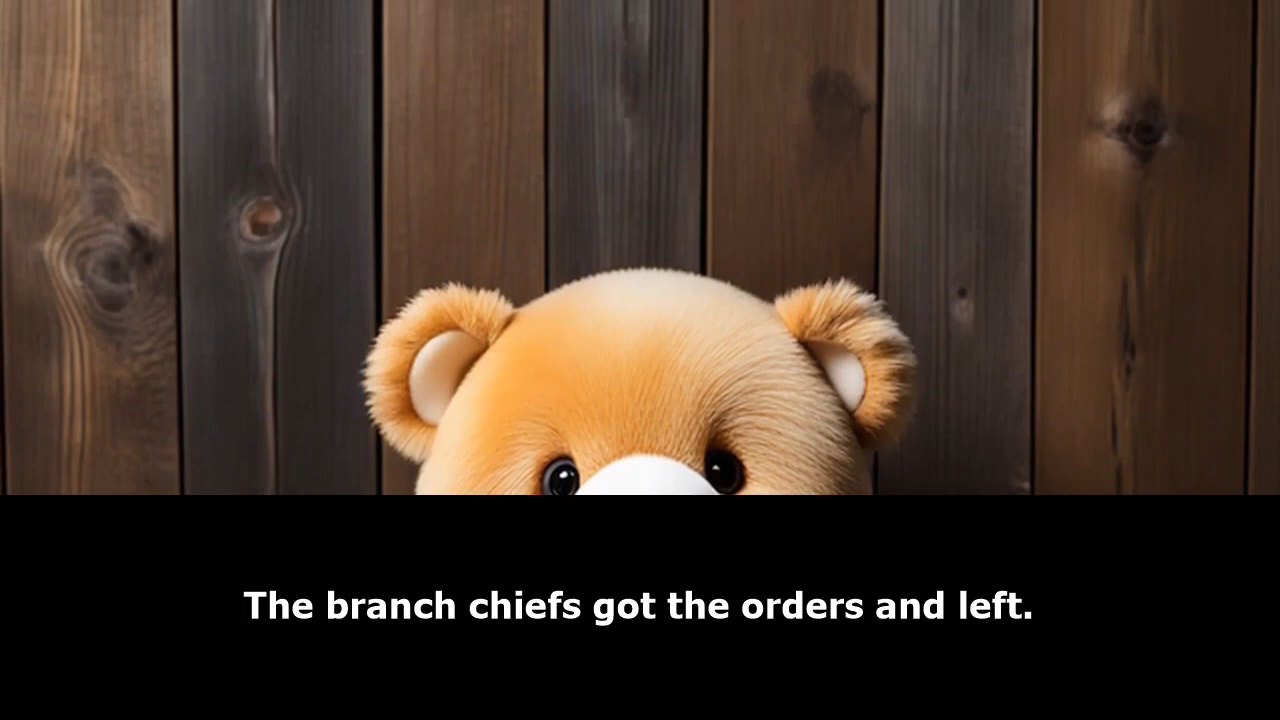 The branch chiefs got the orders and left.